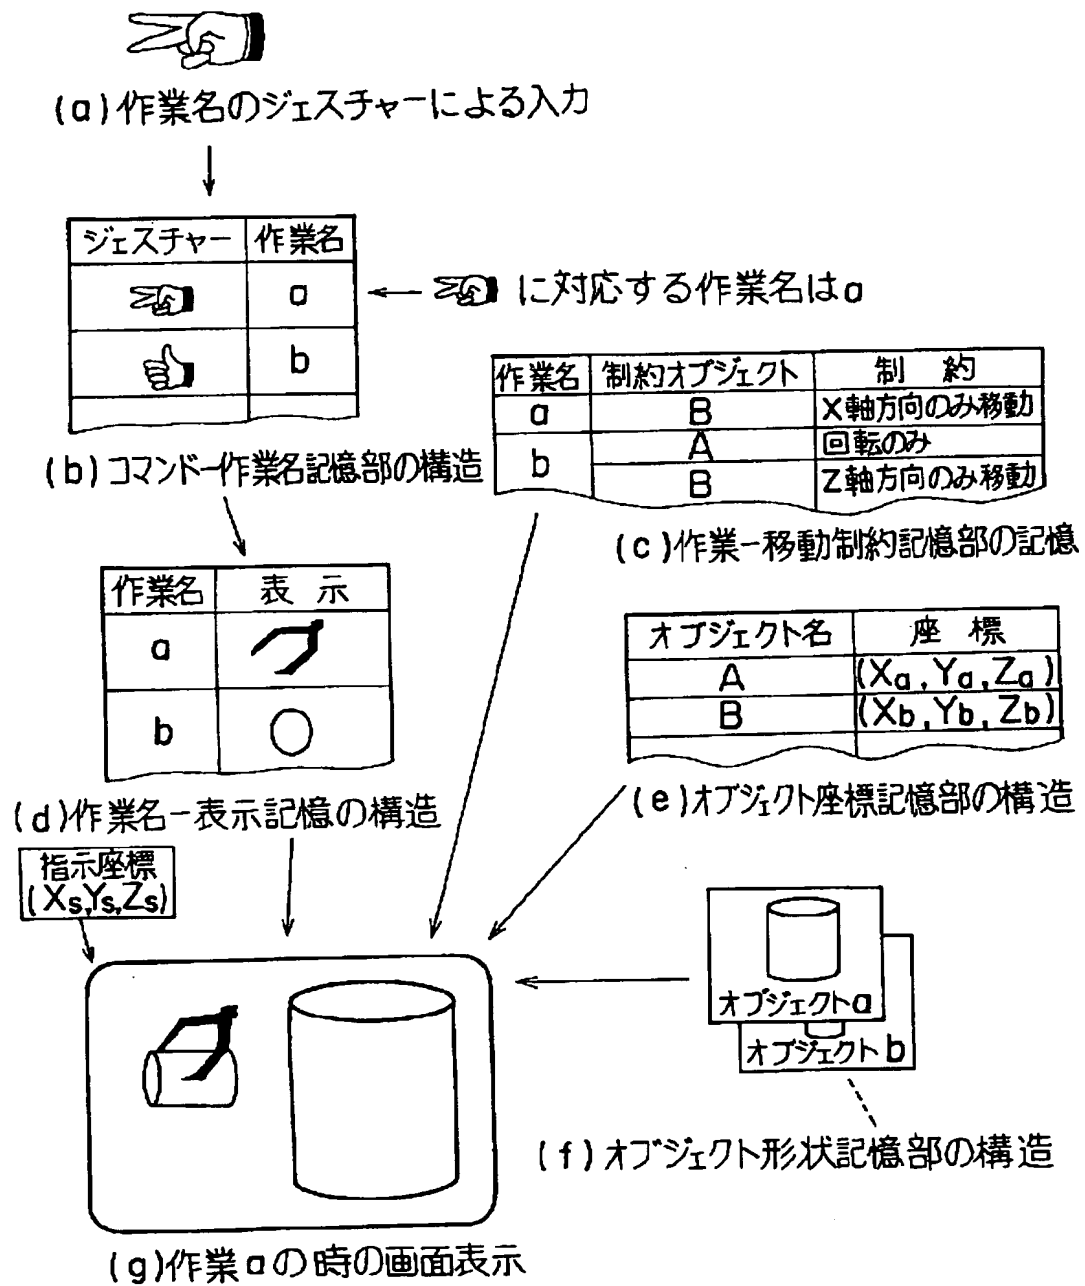 (a)作業名のジェスチャーによる入力
ジェスチャー 作業名
a
に対応する作業名はa
b
(b)コマンドー作業名記憶部の構造
作業名 制約オブジェクト 制約
a B X軸方向のみ移動
b A 回転のみ
B Z軸方向のみ移動
(c)作業ー移動制約記憶部の記憶
作業名 表示
a
b
(d)作業名ー表示記憶の構造
オブジェクト名 座標
A (Xa,Ya,Za)
B (Xb,Yb,Zb)
(e)オブジェクト座標記憶部の構造
指示座標
(Xs,Ys,Zs)
オブジェクトa
オブジェクトb
(f)オブジェクト形状記憶部の構造
(g)作業aの時の画面表示